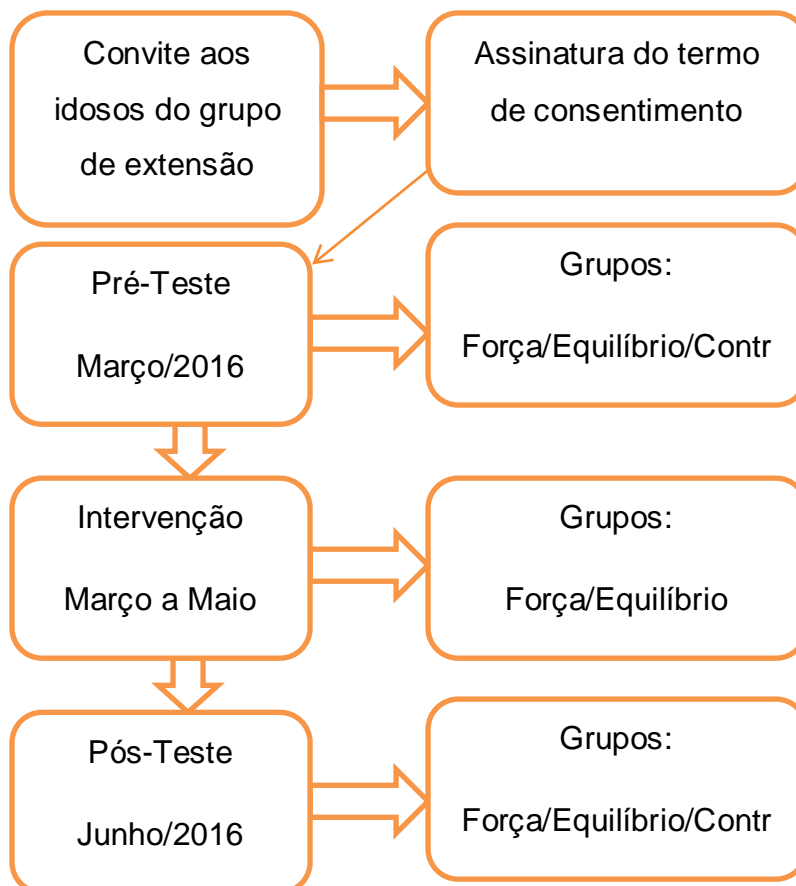 Convite aos
idosos do grupo
de extensão
Assinatura do termo
de consentimento
Pré-Teste
Março/2016
Grupos:
Força/Equilíbrio/Contr
Intervenção
Março a Maio
Grupos:
Força/Equilíbrio
Pós-Teste
Junho/2016
Grupos:
Força/Equilíbrio/Contr